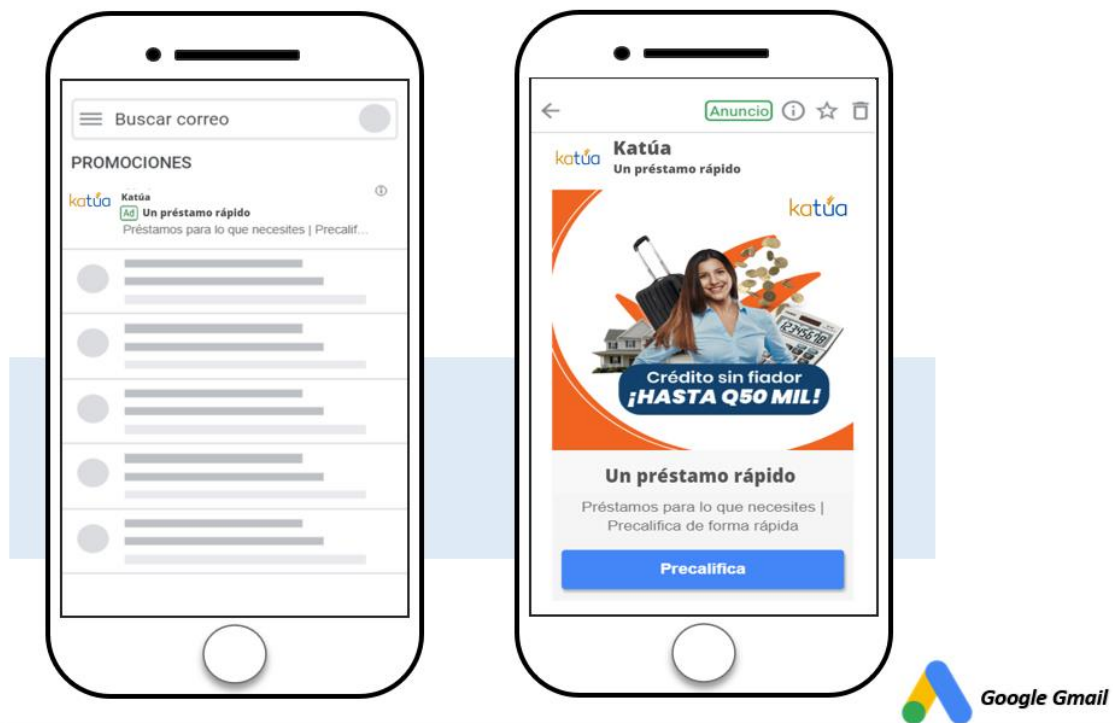 Buscar correo
PROMOCIONES
katúa
Katúa
Ad Un préstamo rápido
Préstamos para lo que necesites | Precalif...
Anuncio
katúa
Katúa
Un préstamo rápido
katúa
12345678
Crédito sin fiador
¡HASTA Q50 MIL!
Un préstamo rápido
Préstamos para lo que necesites |
Precalifica de forma rápida
Precalifica
Google Gmail